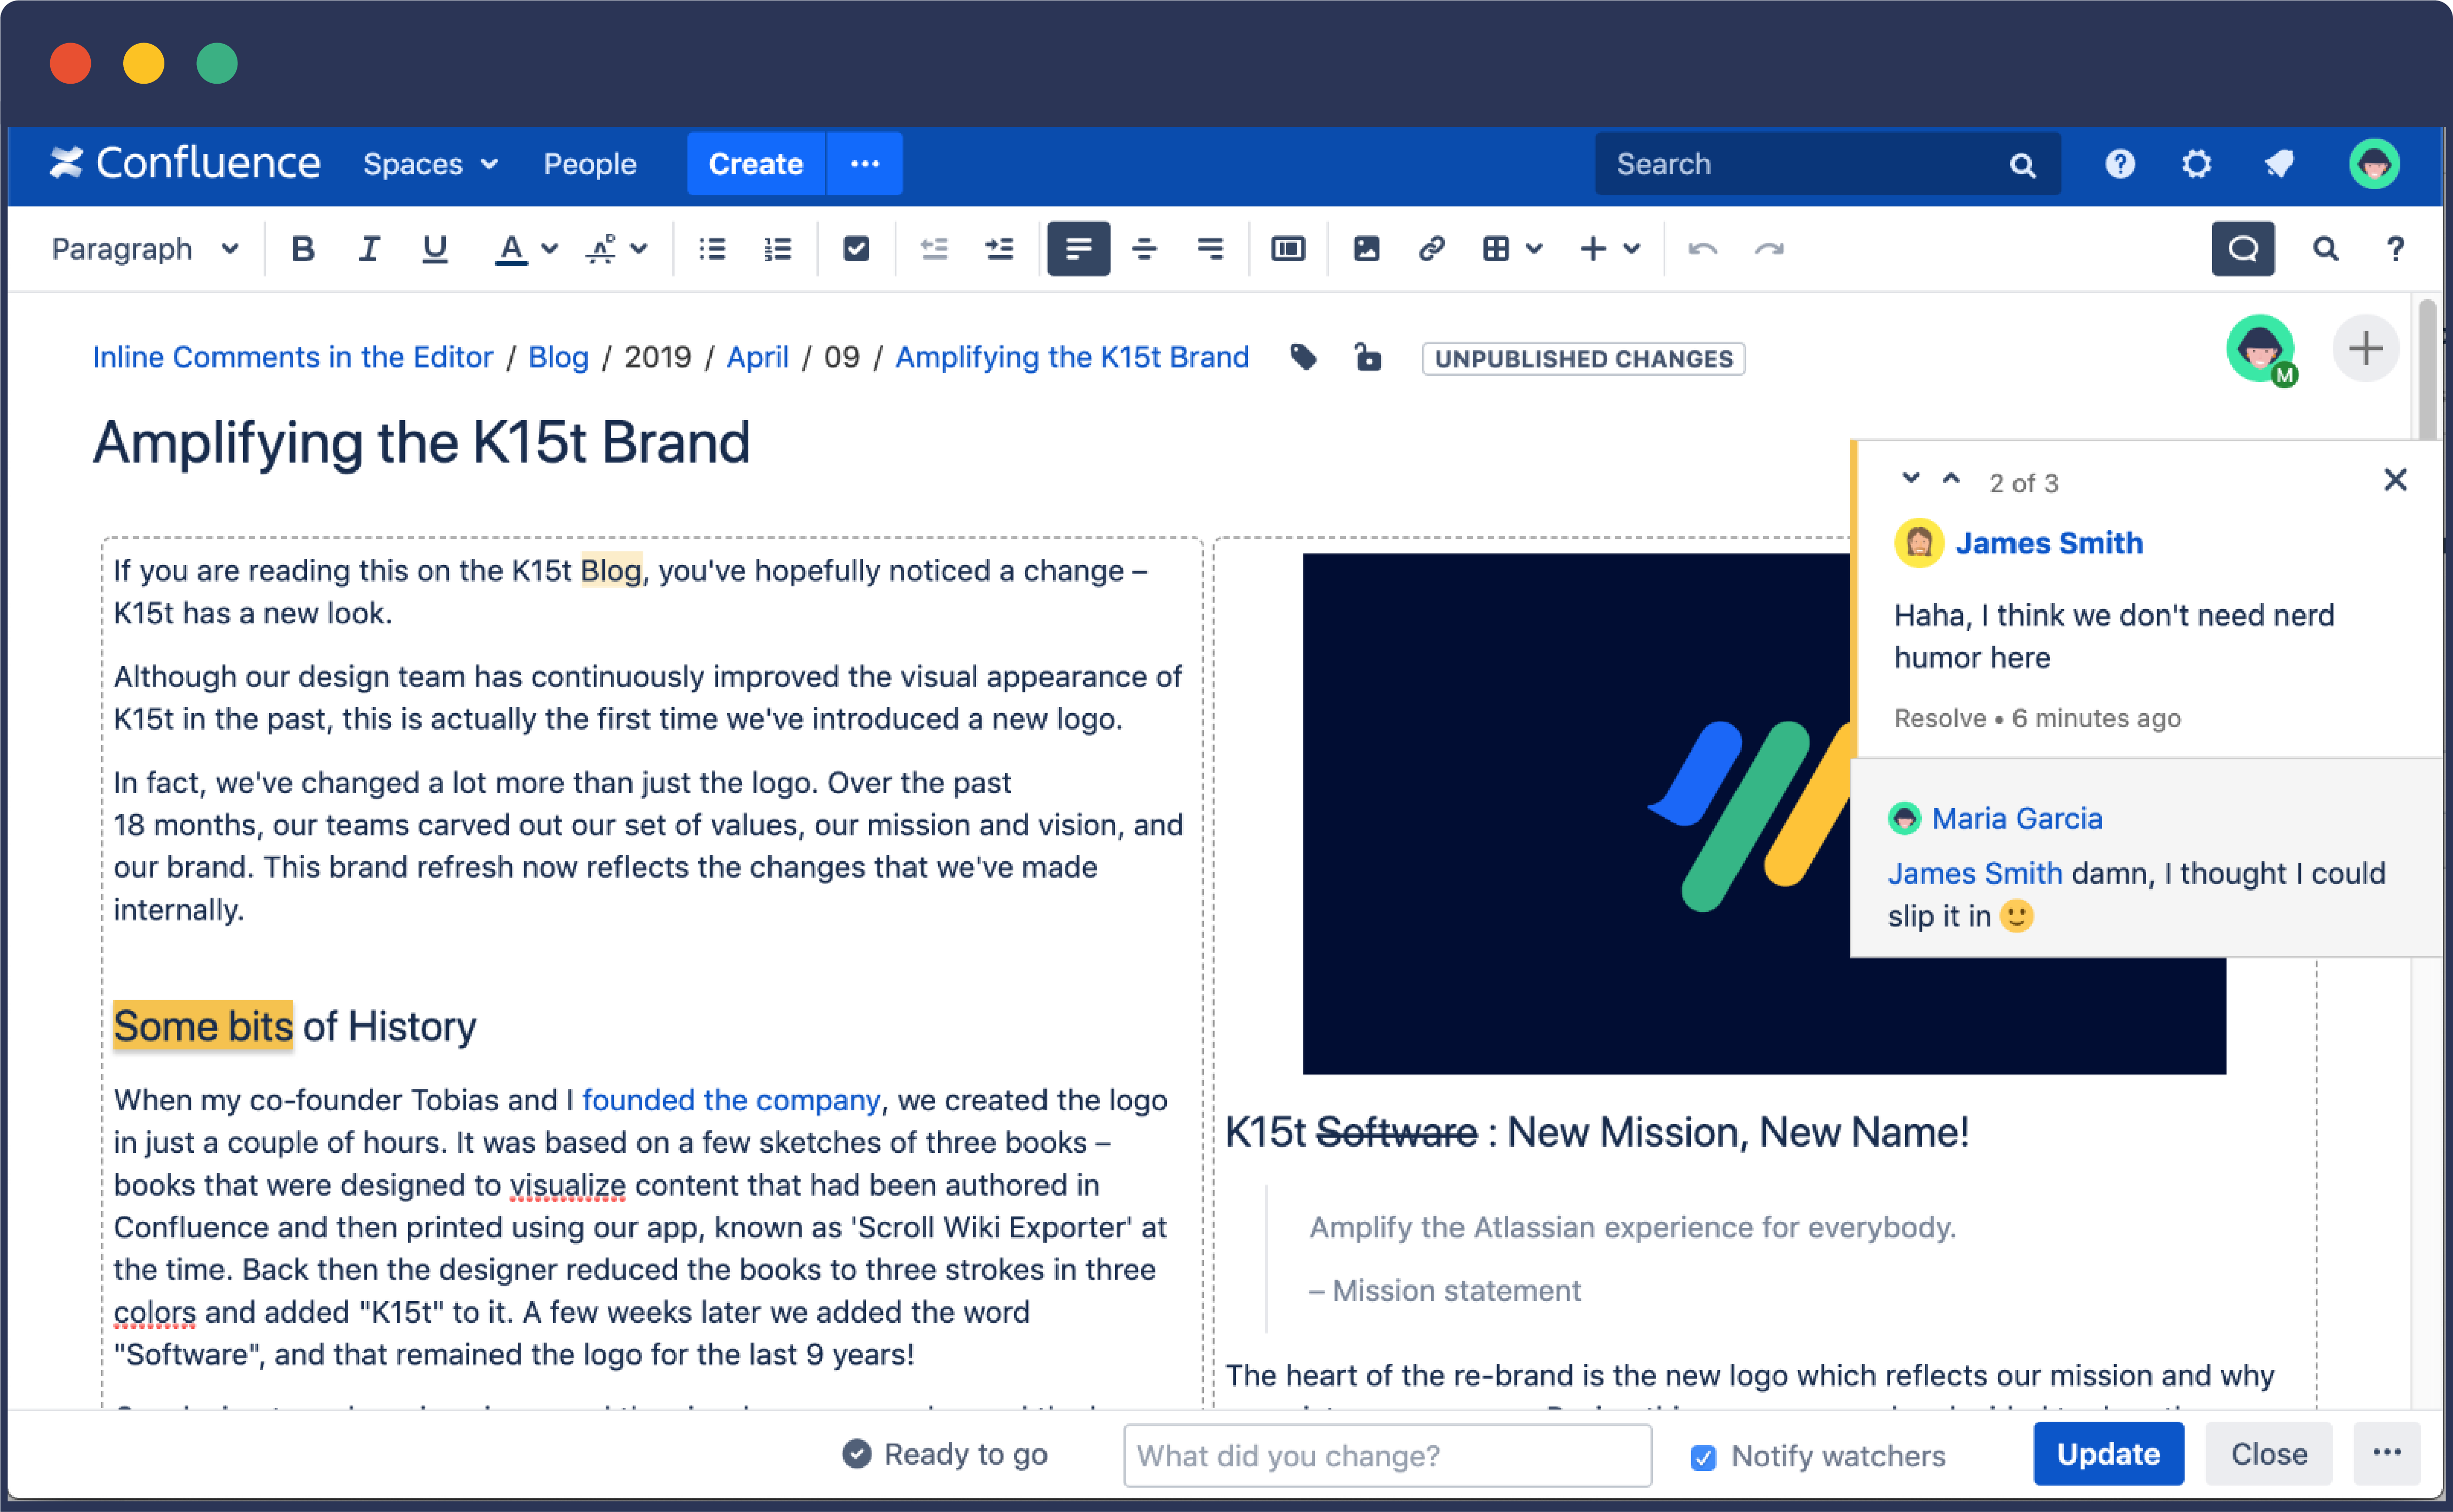 Confluence Spaces People Create Search
Paragraph B I U A
Inline Comments in the Editor / Blog / 2019 / April / 09 / Amplifying the K15t Brand UNPUBLISHED CHANGES
M
Amplifying the K15t Brand
If you are reading this on the K15t Blog, you've hopefully noticed a change –
K15t has a new look.
Although our design team has continuously improved the visual appearance of
K15t in the past, this is actually the first time we've introduced a new logo.
In fact, we've changed a lot more than just the logo. Over the past
18 months, our teams carved out our set of values, our mission and vision, and
our brand. This brand refresh now reflects the changes that we've made
internally.
Some bits of History
When my co-founder Tobias and I founded the company, we created the logo
in just a couple of hours. It was based on a few sketches of three books –
books that were designed to visualize content that had been authored in
Confluence and then printed using our app, known as 'Scroll Wiki Exporter' at
the time. Back then the designer reduced the books to three strokes in three
colors and added "K15t" to it. A few weeks later we added the word
"Software", and that remained the logo for the last 9 years!
2 of 3
James Smith
Haha, I think we don't need nerd
humor here
Resolve • 6 minutes ago
Maria Garcia
James Smith damn, I thought I could
slip it in 🙂
K15t Software : New Mission, New Name!
Amplify the Atlassian experience for everybody.
– Mission statement
The heart of the re-brand is the new logo which reflects our mission and why
Ready to go What did you change? Notify watchers Update Close